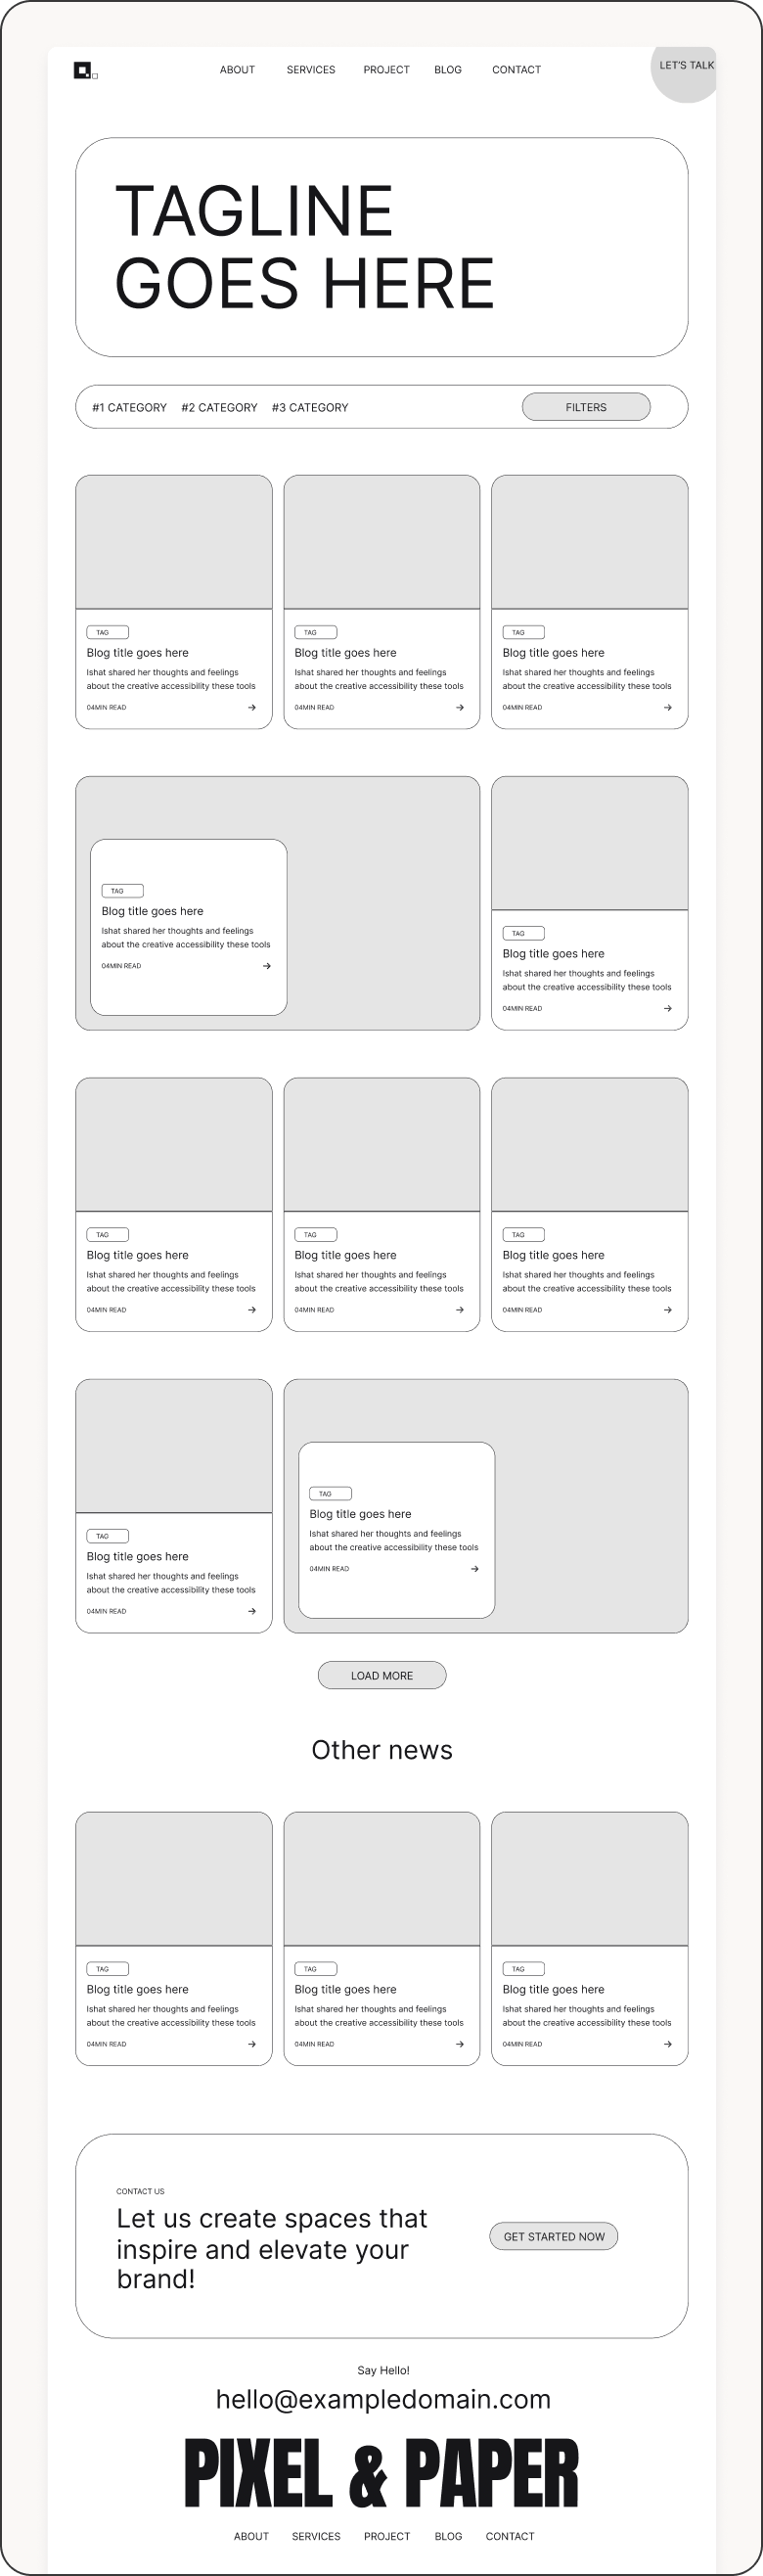 ABOUT SERVICES PROJECT BLOG CONTACT LET'S TALK
TAGLINE
GOES HERE
#1 CATEGORY #2 CATEGORY #3 CATEGORY FILTERS
TAG
Blog title goes here
Ishat shared her thoughts and feelings
about the creative accessibility these tools
04MIN READ
TAG
Blog title goes here
Ishat shared her thoughts and feelings
about the creative accessibility these tools
04MIN READ
TAG
Blog title goes here
Ishat shared her thoughts and feelings
about the creative accessibility these tools
04MIN READ
TAG
Blog title goes here
Ishat shared her thoughts and feelings
about the creative accessibility these tools
04MIN READ
TAG
Blog title goes here
Ishat shared her thoughts and feelings
about the creative accessibility these tools
04MIN READ
TAG
Blog title goes here
Ishat shared her thoughts and feelings
about the creative accessibility these tools
04MIN READ
TAG
Blog title goes here
Ishat shared her thoughts and feelings
about the creative accessibility these tools
04MIN READ
TAG
Blog title goes here
Ishat shared her thoughts and feelings
about the creative accessibility these tools
04MIN READ
TAG
Blog title goes here
Ishat shared her thoughts and feelings
about the creative accessibility these tools
04MIN READ
TAG
Blog title goes here
Ishat shared her thoughts and feelings
about the creative accessibility these tools
04MIN READ
LOAD MORE
Other news
TAG
Blog title goes here
Ishat shared her thoughts and feelings
about the creative accessibility these tools
04MIN READ
TAG
Blog title goes here
Ishat shared her thoughts and feelings
about the creative accessibility these tools
04MIN READ
TAG
Blog title goes here
Ishat shared her thoughts and feelings
about the creative accessibility these tools
04MIN READ
CONTACT US
Let us create spaces that
inspire and elevate your
brand!
GET STARTED NOW
Say Hello!
hello@exampledomain.com
PIXEL & PAPER
ABOUT SERVICES PROJECT BLOG CONTACT